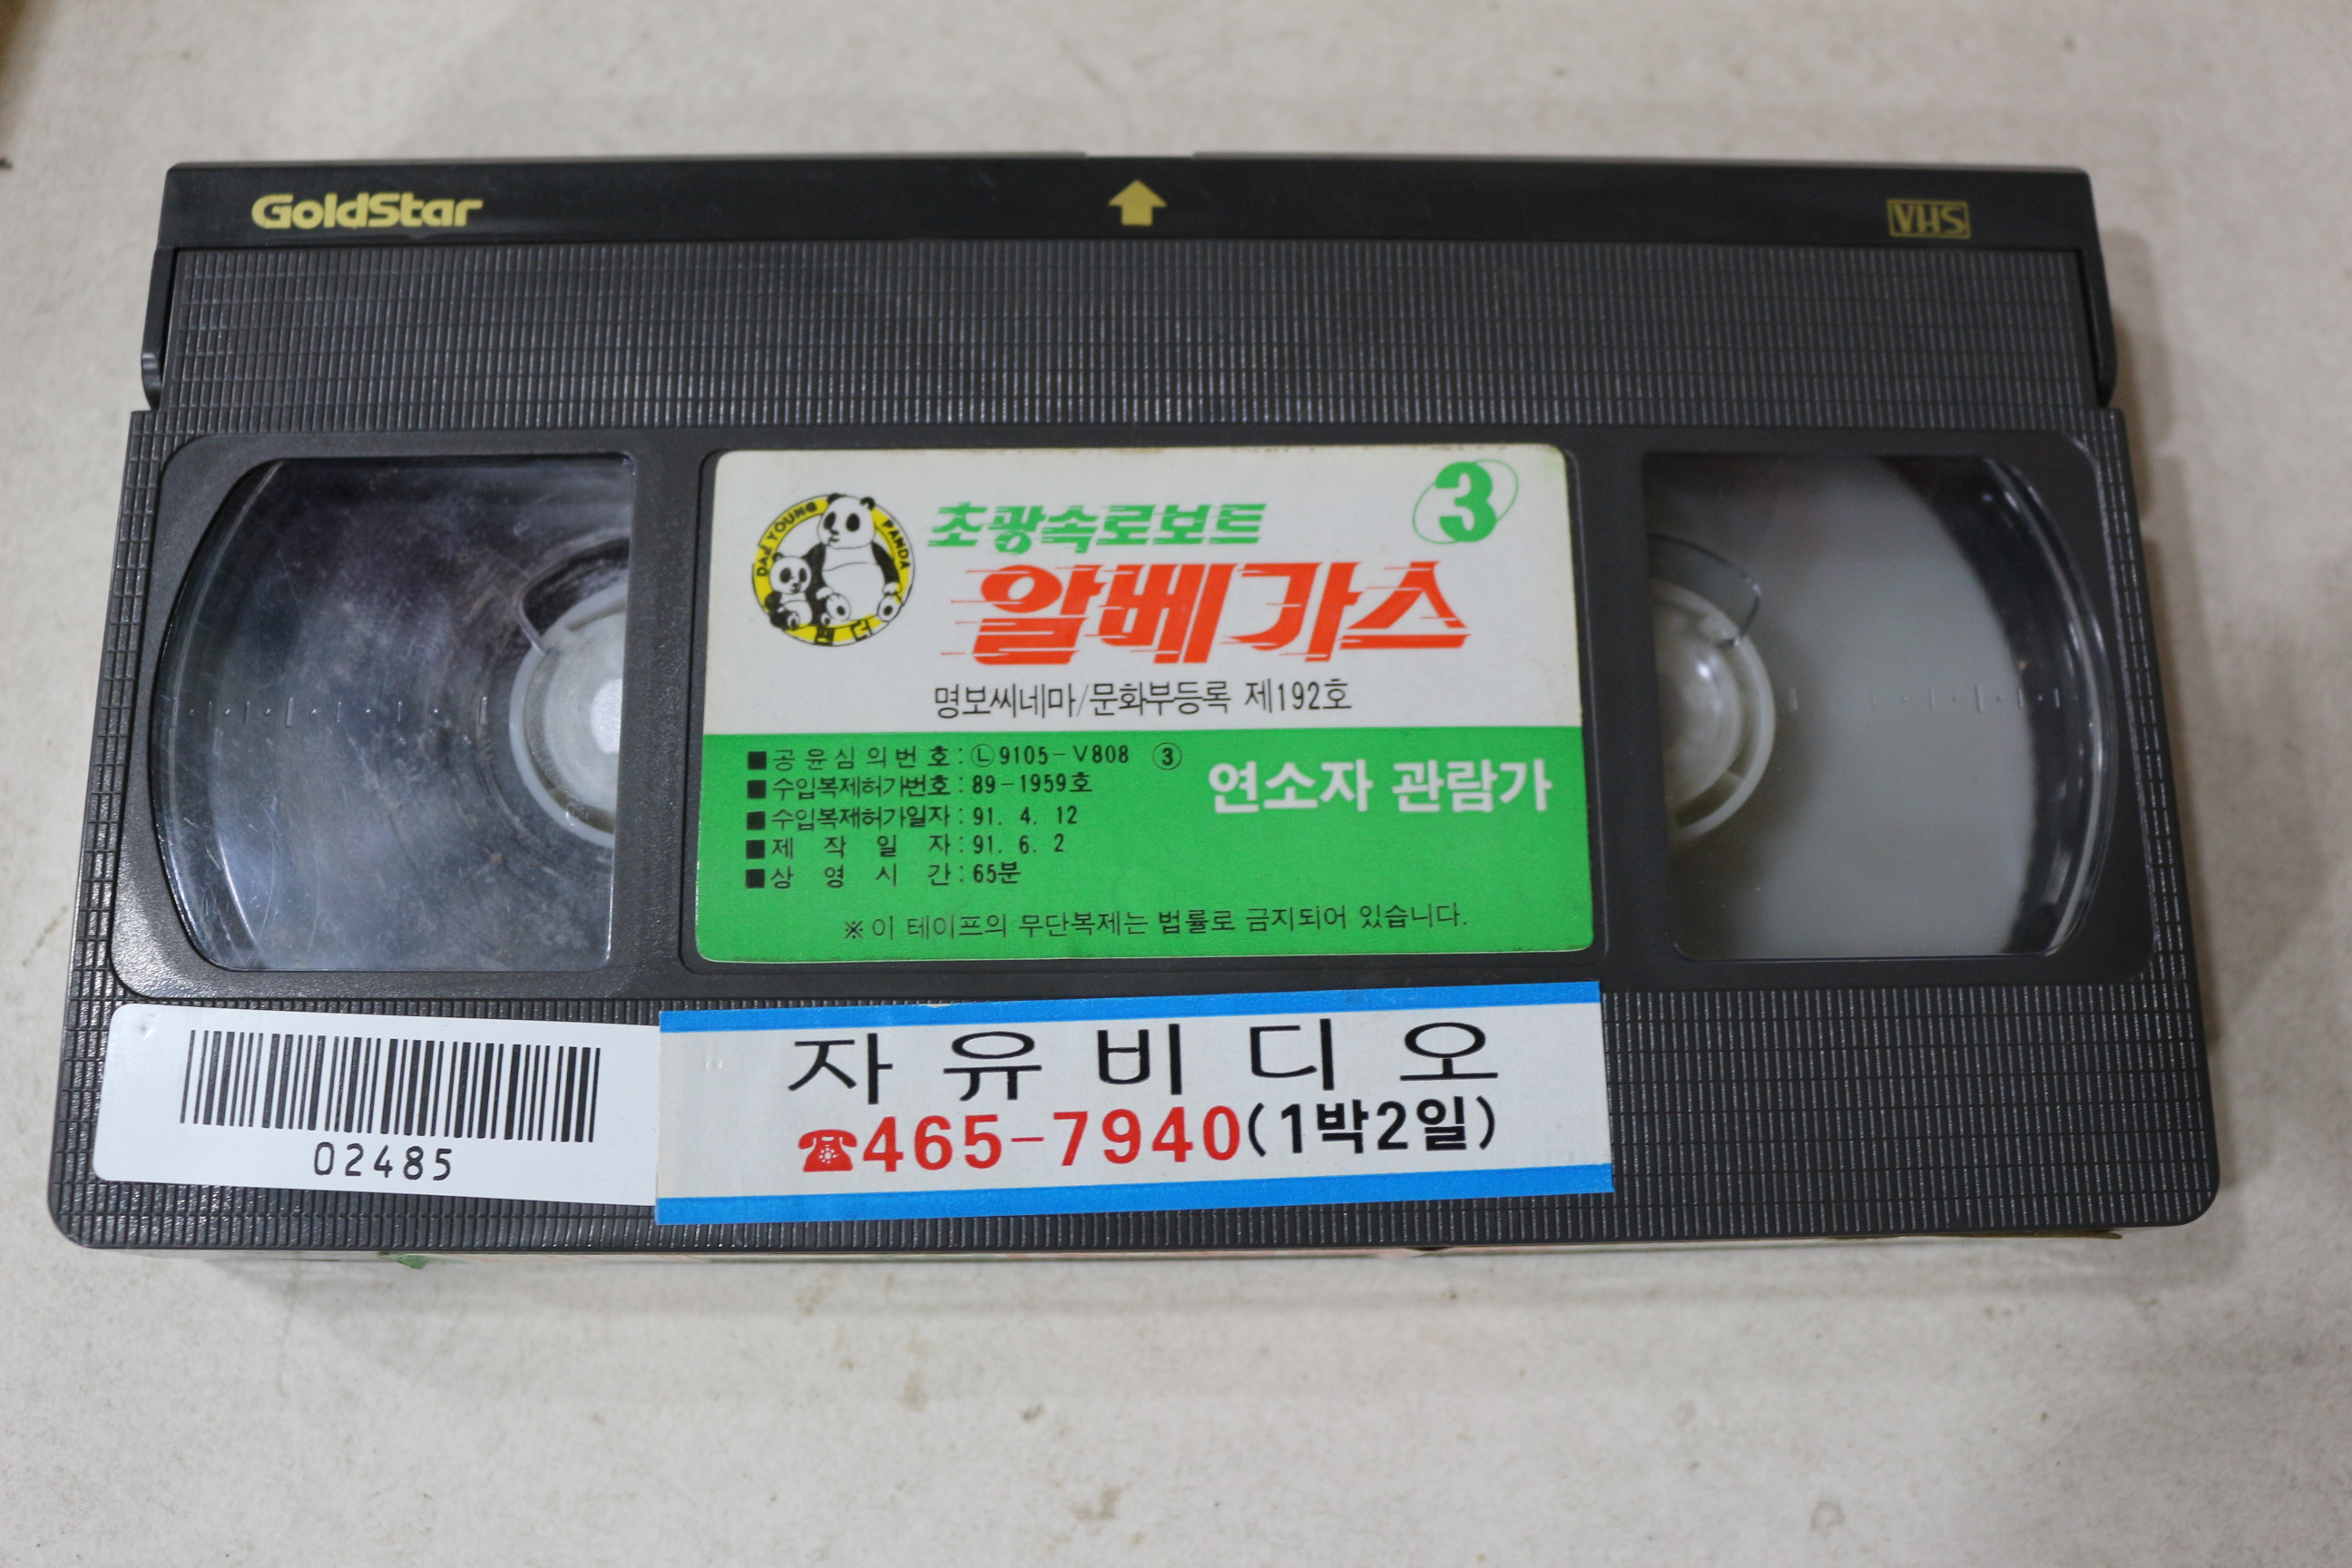 GoldStar
VHS
DAE YOUNG PANDA
팬더
3
초광속로보트
알베가스
명보씨네마/문화부등록 제192호
■공윤심의번호:Ⓛ9105-V808 ③
■수입복제허가번호:89-1959호
■수입복제허가일자:91. 4. 12
■제작일자:91. 6. 2
■상영시간:65분
연소자 관람가
※이 테이프의 무단복제는 법률로 금지되어 있습니다.
02485
자유비디오
☎465-7940(1박2일)